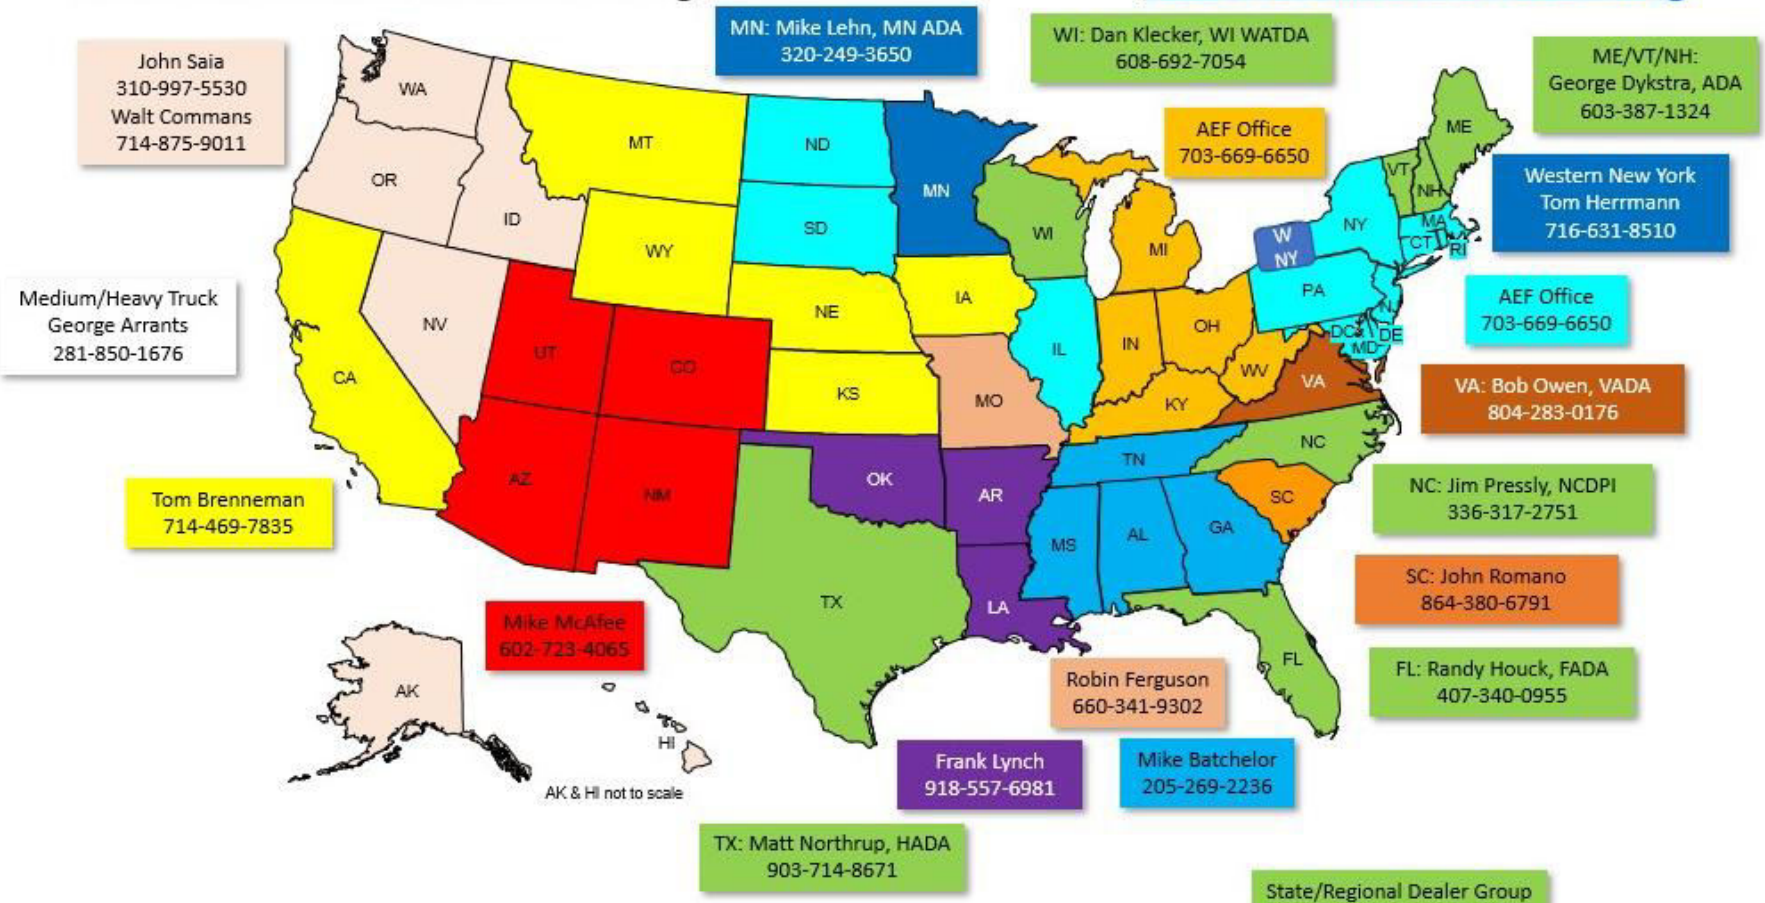 MN: Mike Lehn, MN ADA
320-249-3650
WI: Dan Klecker, WI WATDA
608-692-7054
ME/VT/NH:
George Dykstra, ADA
603-387-1324
John Saia
310-997-5530
Walt Commans
714-875-9011
AEF Office
703-669-6650
Western New York
Tom Herrmann
716-631-8510
Medium/Heavy Truck
George Arrants
281-850-1676
AEF Office
703-669-6650
VA: Bob Owen, VADA
804-283-0176
Tom Brenneman
714-469-7835
NC: Jim Pressly, NCDPI
336-317-2751
SC: John Romano
864-380-6791
Mike McAfee
602-723-4065
FL: Randy Houck, FADA
407-340-0955
Robin Ferguson
660-341-9302
Frank Lynch
918-557-6981
Mike Batchelor
205-269-2236
TX: Matt Northrup, HADA
903-714-8671
State/Regional Dealer Group
WA
OR
ID
MT
ND
SD
MN
WI
MI
WY
NE
IA
IL
IN
OH
PA
W
NY
NY
VT
NH
ME
MA
CT
RI
NJ
DE
DC
MD
WV
VA
KY
NV
CA
UT
CO
KS
MO
AZ
NM
OK
AR
TN
NC
SC
MS
AL
GA
TX
LA
FL
AK
HI
AK & HI not to scale